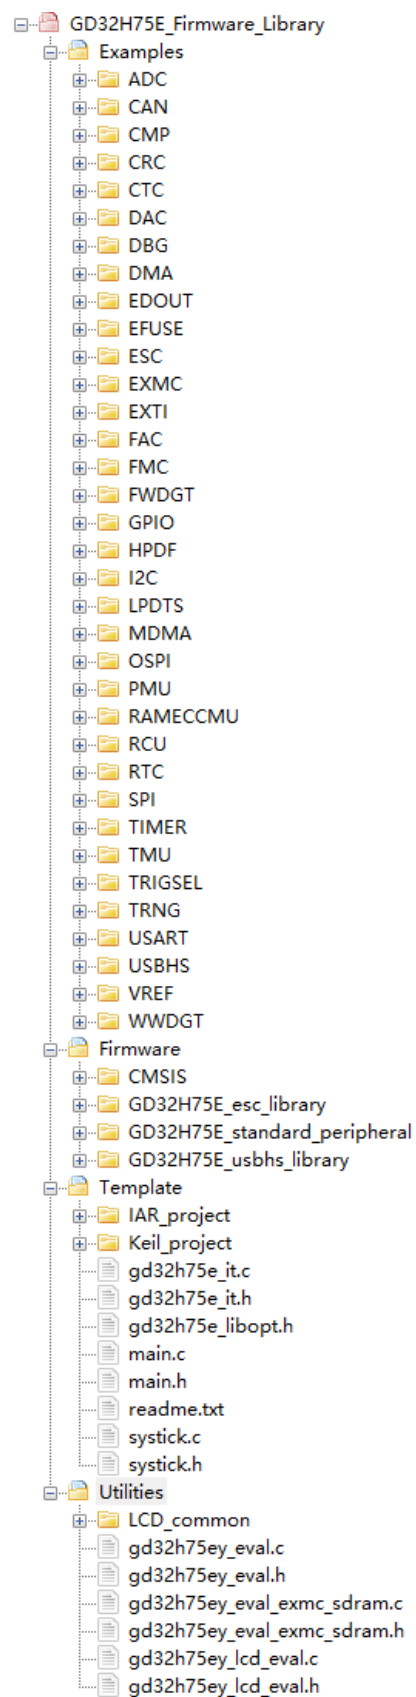 GD32H75E_Firmware_Library
Examples
ADC
CAN
CMP
CRC
CTC
DAC
DBG
DMA
EDOUT
EFUSE
ESC
EXMC
EXTI
FAC
FMC
FWDGT
GPIO
HPDF
I2C
LPDTS
MDMA
OSPI
PMU
RAMECCMU
RCU
RTC
SPI
TIMER
TMU
TRIGSEL
TRNG
USART
USBHS
VREF
WWDGT
Firmware
CMSIS
GD32H75E_esc_library
GD32H75E_standard_peripheral
GD32H75E_usbhs_library
Template
IAR_project
Keil_project
gd32h75e_it.c
gd32h75e_it.h
gd32h75e_libopt.h
main.c
main.h
readme.txt
systick.c
systick.h
Utilities
LCD_common
gd32h75ey_eval.c
gd32h75ey_eval.h
gd32h75ey_eval_exmc_sdram.c
gd32h75ey_eval_exmc_sdram.h
gd32h75ey_lcd_eval.c
gd32h75ey_lcd_eval.h